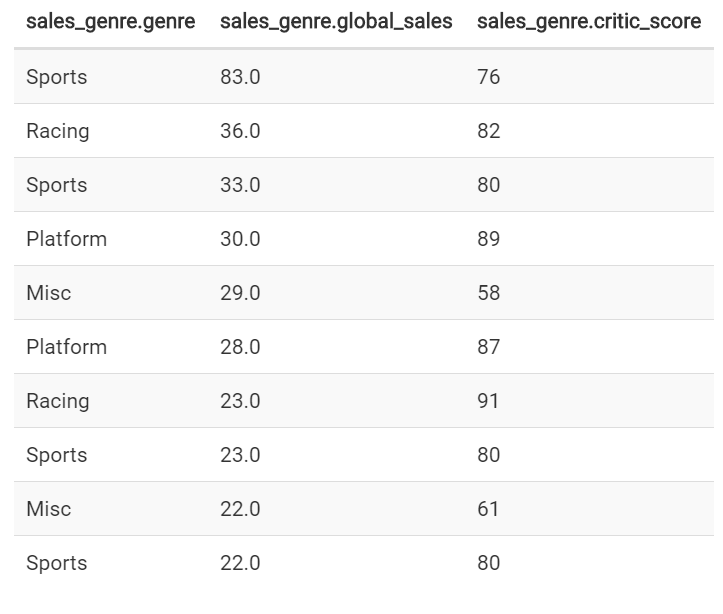 sales_genre.genre sales_genre.global_sales sales_genre.critic_score
Sports 83.0 76
Racing 36.0 82
Sports 33.0 80
Platform 30.0 89
Misc 29.0 58
Platform 28.0 87
Racing 23.0 91
Sports 23.0 80
Misc 22.0 61
Sports 22.0 80